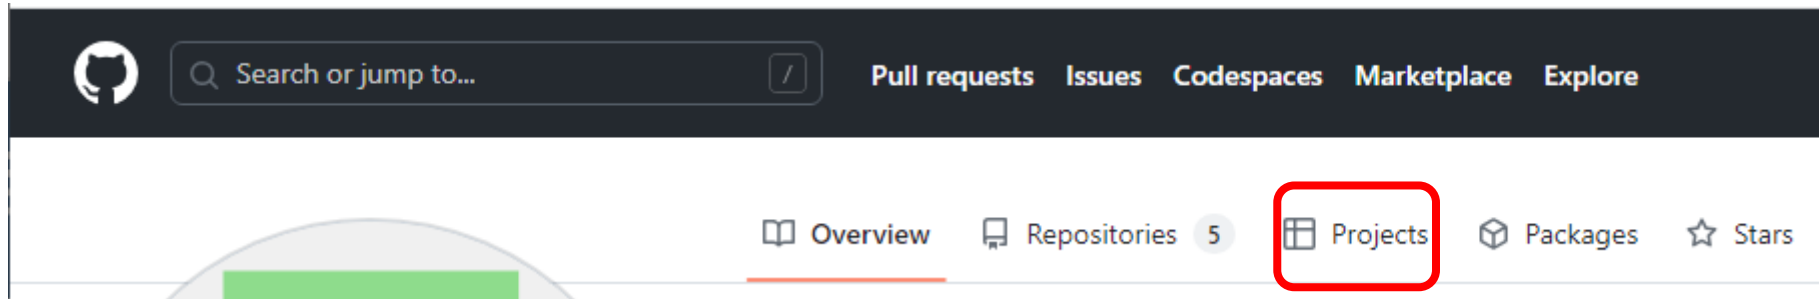 Search or jump to... / Pull requests Issues Codespaces Marketplace Explore
Overview Repositories 5 Projects Packages Stars